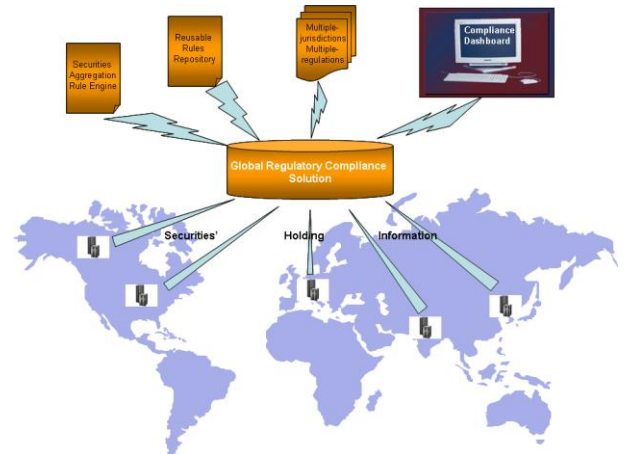 Securities
Aggregation
Rule Engine
Reusable
Rules
Repository
Multiple-
jurisdictions
Multiple-
regulations
Compliance
Dashboard
Global Regulatory Compliance
Solution
Securities' Holding Information